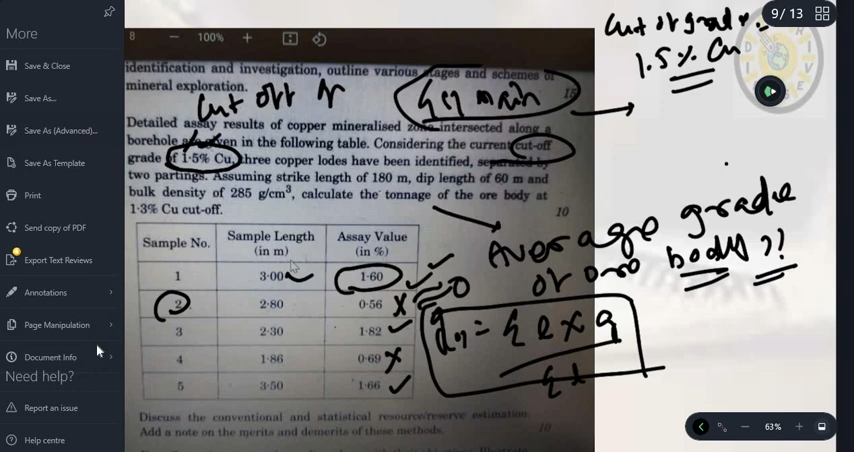 More
Save & Close
Save As...
Save As (Advanced)...
Save As Template
Print
Send copy of PDF
Export Text Reviews
Annotations
Page Manipulation
Document Info
Need help?
Report an issue
Help centre
9 / 13
8
100%
identification and investigation, outline various stages and schemes of
mineral exploration. 15
Cut off
Detailed assay results of copper mineralised zone intersected along a
borehole are given in the following table. Considering the current cut-off
grade of 1·5% Cu, three copper lodes have been identified, separated by
two partings. Assuming strike length of 180 m, dip length of 60 m and
bulk density of 285 g/cm³, calculate the tonnage of the ore body at
1·3% Cu cut-off. 10
Sample No. Sample Length (in m) Assay Value (in %)
1 3·00 1·60
2 2·80 0·56
3 2·30 1·82
4 1·86 0·69
5 3·50 1·66
Discuss the conventional and statistical resource/reserve estimation.
Add a note on the merits and demerits of these methods. 10
Cut of grade :-
1.5% Cu
Average grade
of ore body ??
63%